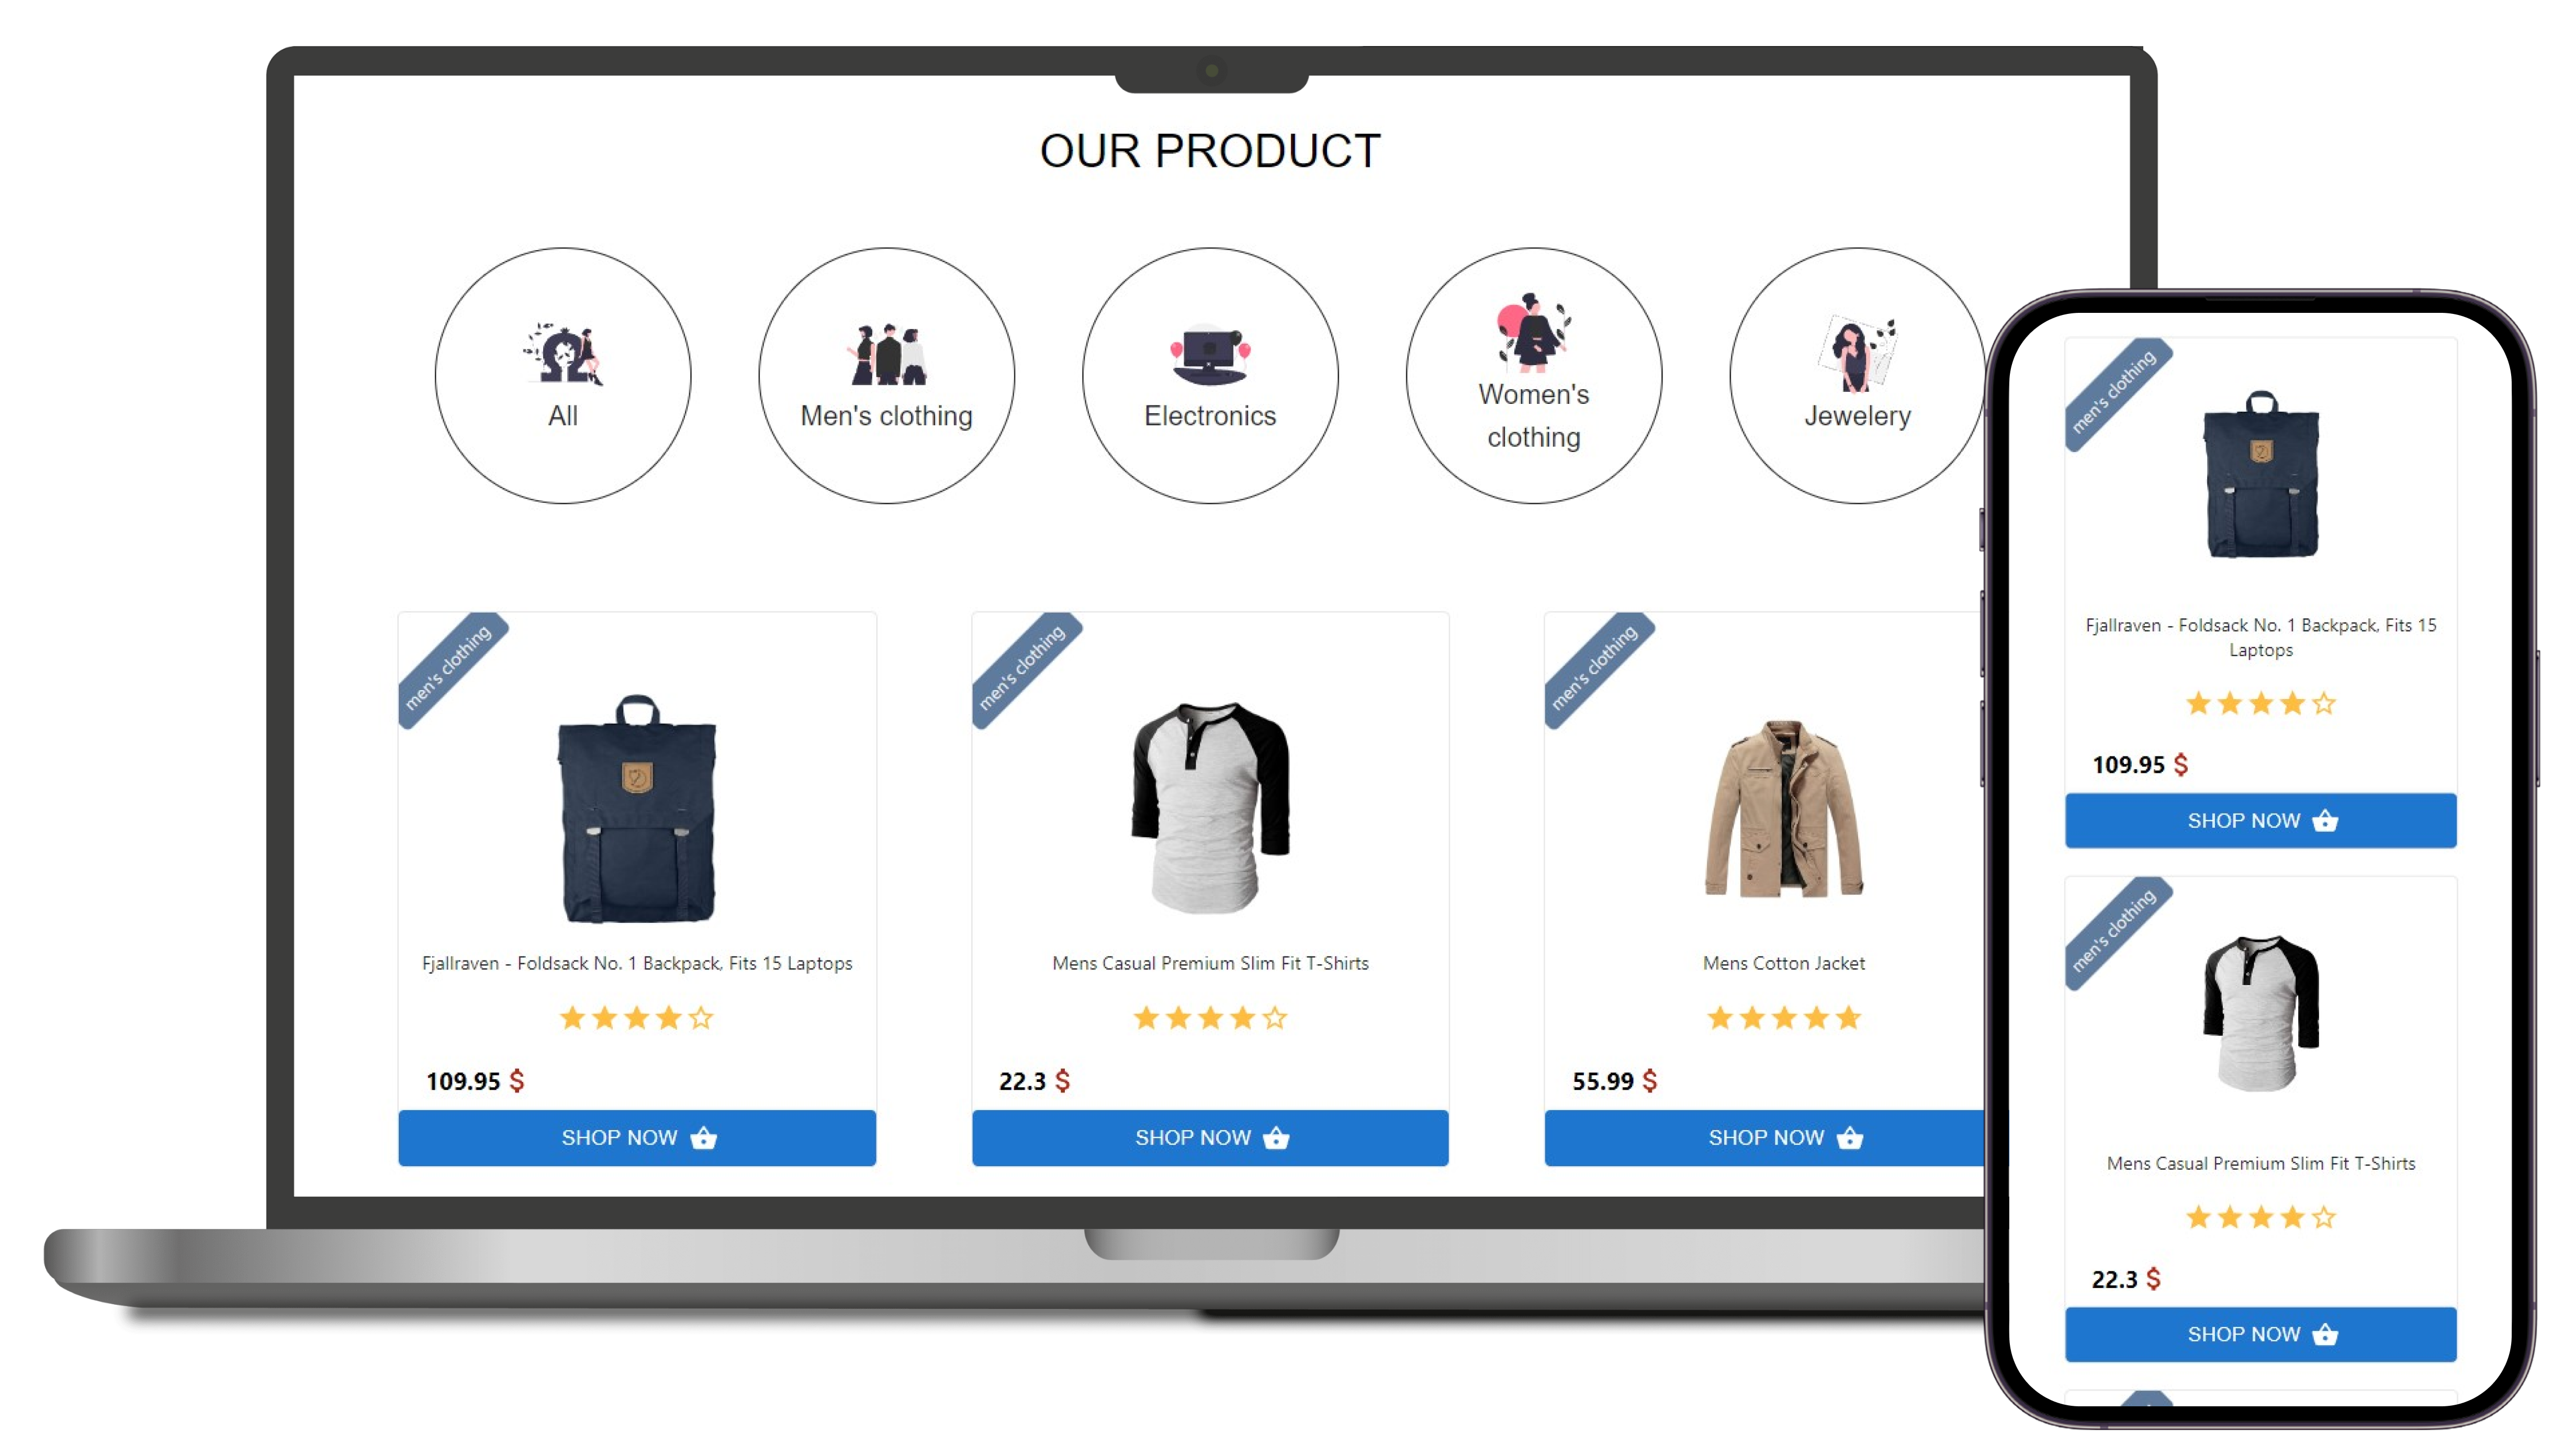 OUR PRODUCT
All
Men's clothing
Electronics
Women's
clothing
Jewelery
men's clothing
Fjallraven - Foldsack No. 1 Backpack, Fits 15 Laptops
109.95 $
SHOP NOW
men's clothing
Mens Casual Premium Slim Fit T-Shirts
22.3 $
SHOP NOW
men's clothing
Mens Cotton Jacket
55.99 $
SHOP NOW
men's clothing
Fjallraven - Foldsack No. 1 Backpack, Fits 15
Laptops
109.95 $
SHOP NOW
men's clothing
Mens Casual Premium Slim Fit T-Shirts
22.3 $
SHOP NOW